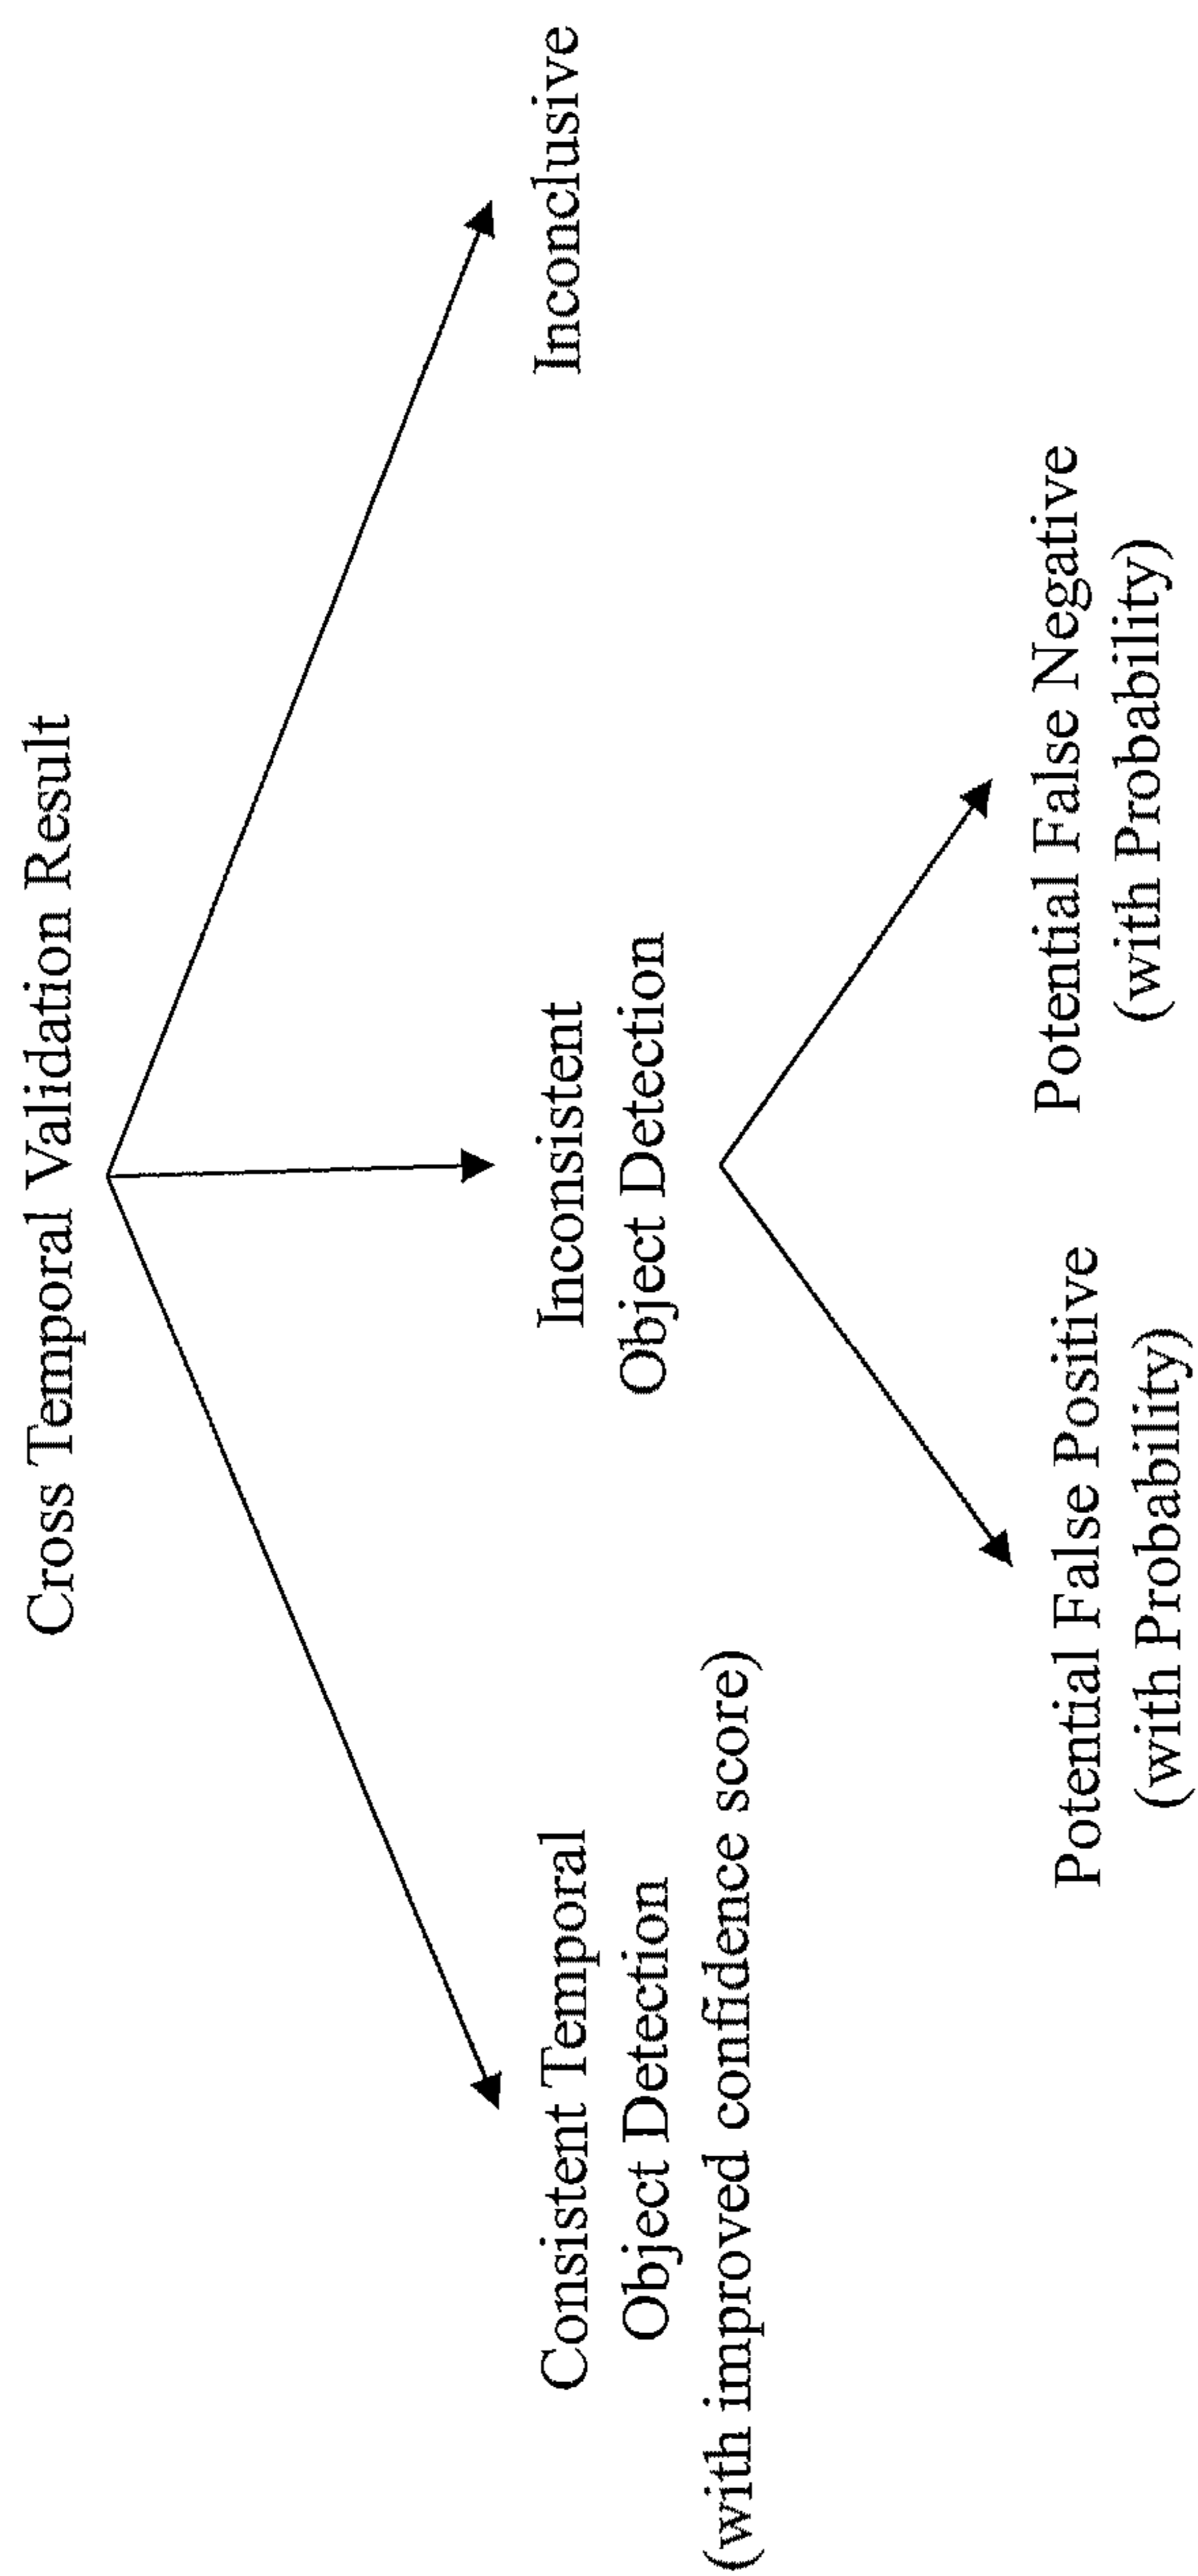 Cross Temporal Validation Result
Consistent Temporal
Object Detection
(with improved confidence score)
Inconsistent
Object Detection
Inconclusive
Potential False Positive
(with Probability)
Potential False Negative
(with Probability)